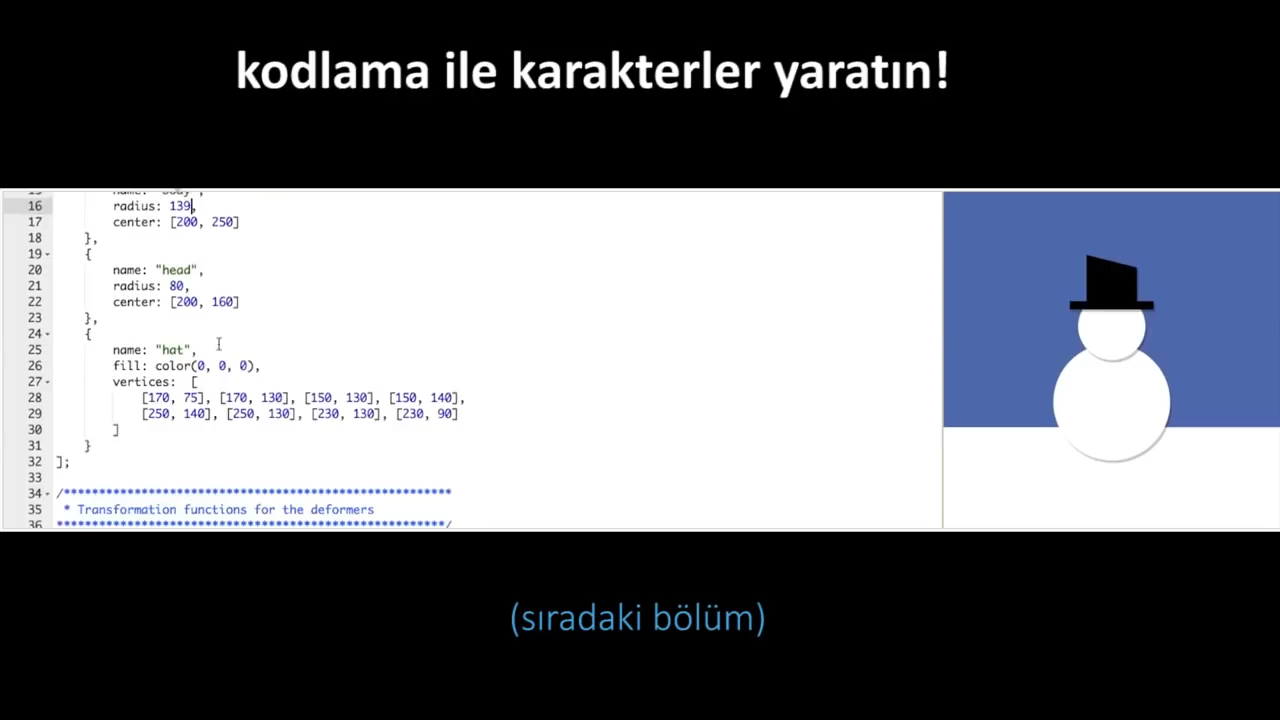 kodlama ile karakterler yaratın!
16 radius: 139,
17 center: [200, 250]
18 },
19 {
20 name: "head",
21 radius: 80,
22 center: [200, 160]
23 },
24 {
25 name: "hat",
26 fill: color(0, 0, 0),
27 vertices: [
28 [170, 75], [170, 130], [150, 130], [150, 140],
29 [250, 140], [250, 130], [230, 130], [230, 90]
30 ]
31 }
32 ];
33
34 /*******************************************************
35 * Transformation functions for the deformers
36 *******************************************************/
(sıradaki bölüm)